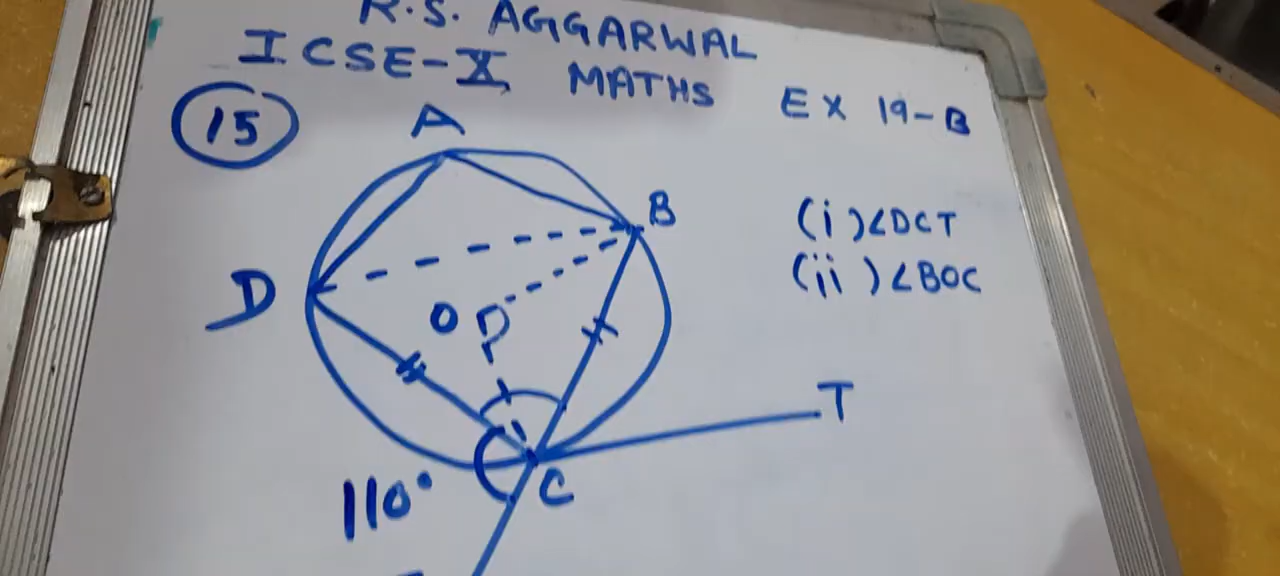 R.S. AGGARWAL
ICSE-X MATHS EX 19-B
15
A
B
(i) ∠DCT
(ii) ∠BOC
D
O
T
C
110°